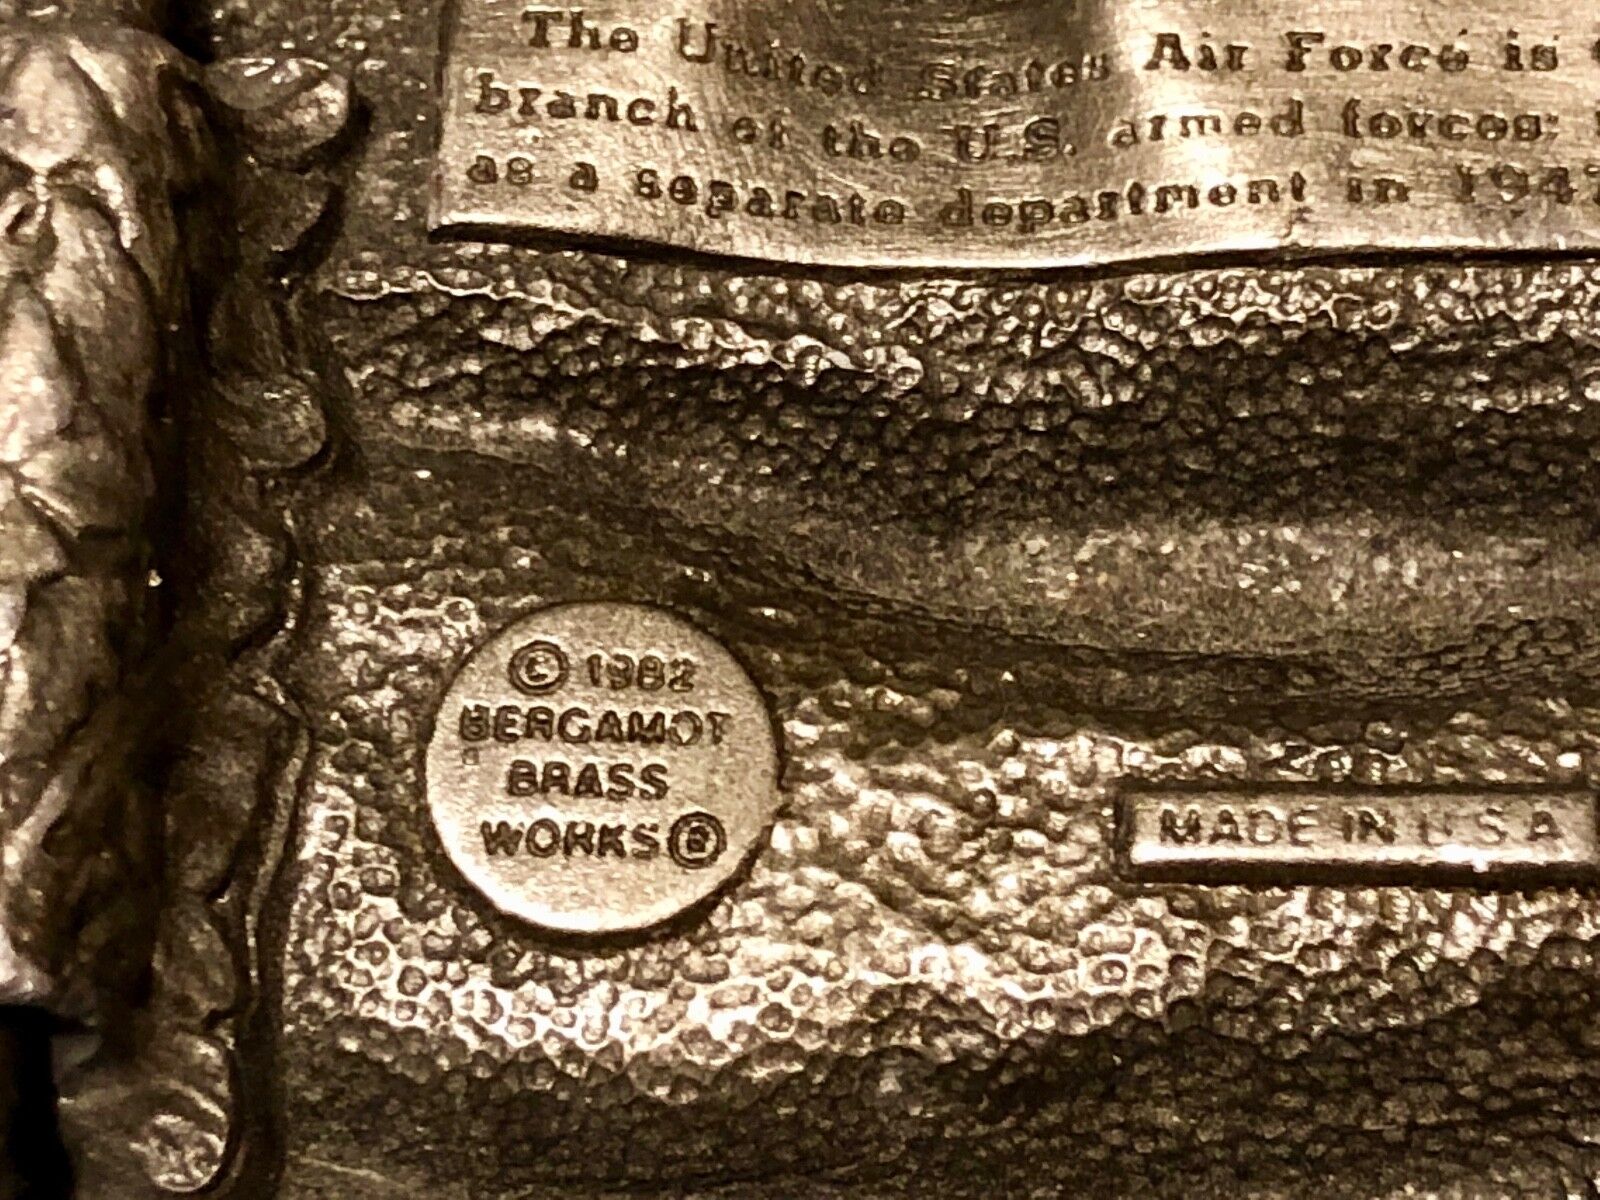 The United States Air Force is
branch of the U.S. armed forces;
as a separate department in 1947
© 1982
BERGAMOT
BRASS
WORKS®
MADE IN U S A